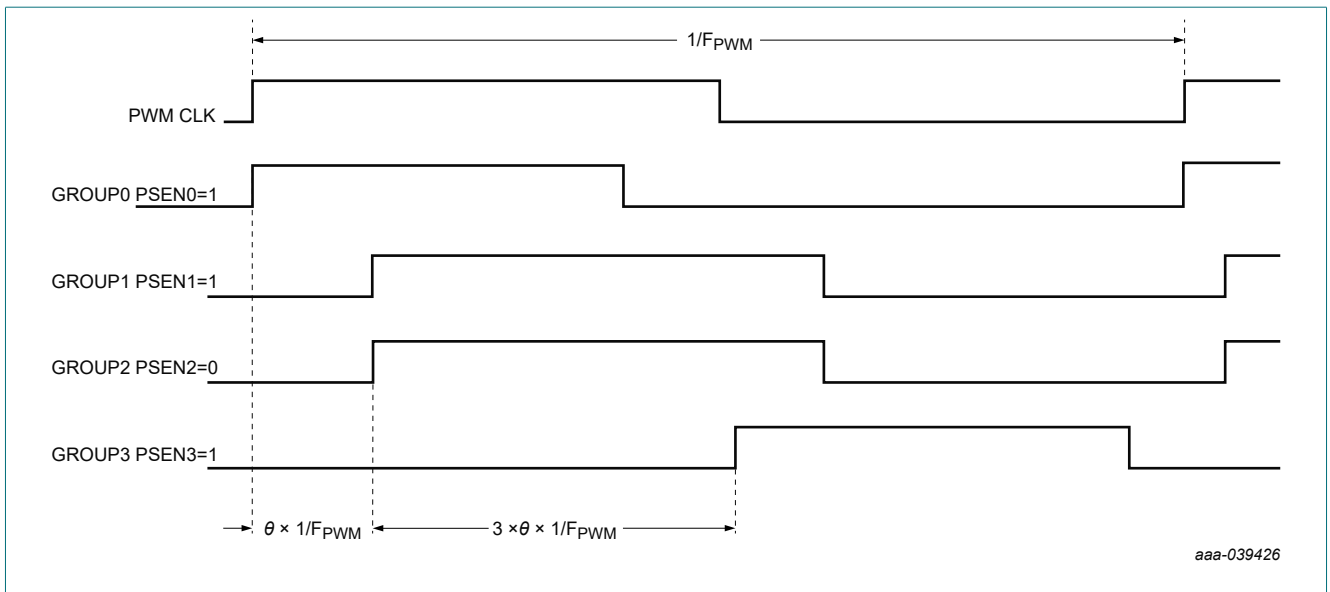 1/FPWM
PWM CLK
GROUP0 PSEN0=1
GROUP1 PSEN1=1
GROUP2 PSEN2=0
GROUP3 PSEN3=1
θ × 1/FPWM
3 ×θ × 1/FPWM
aaa-039426